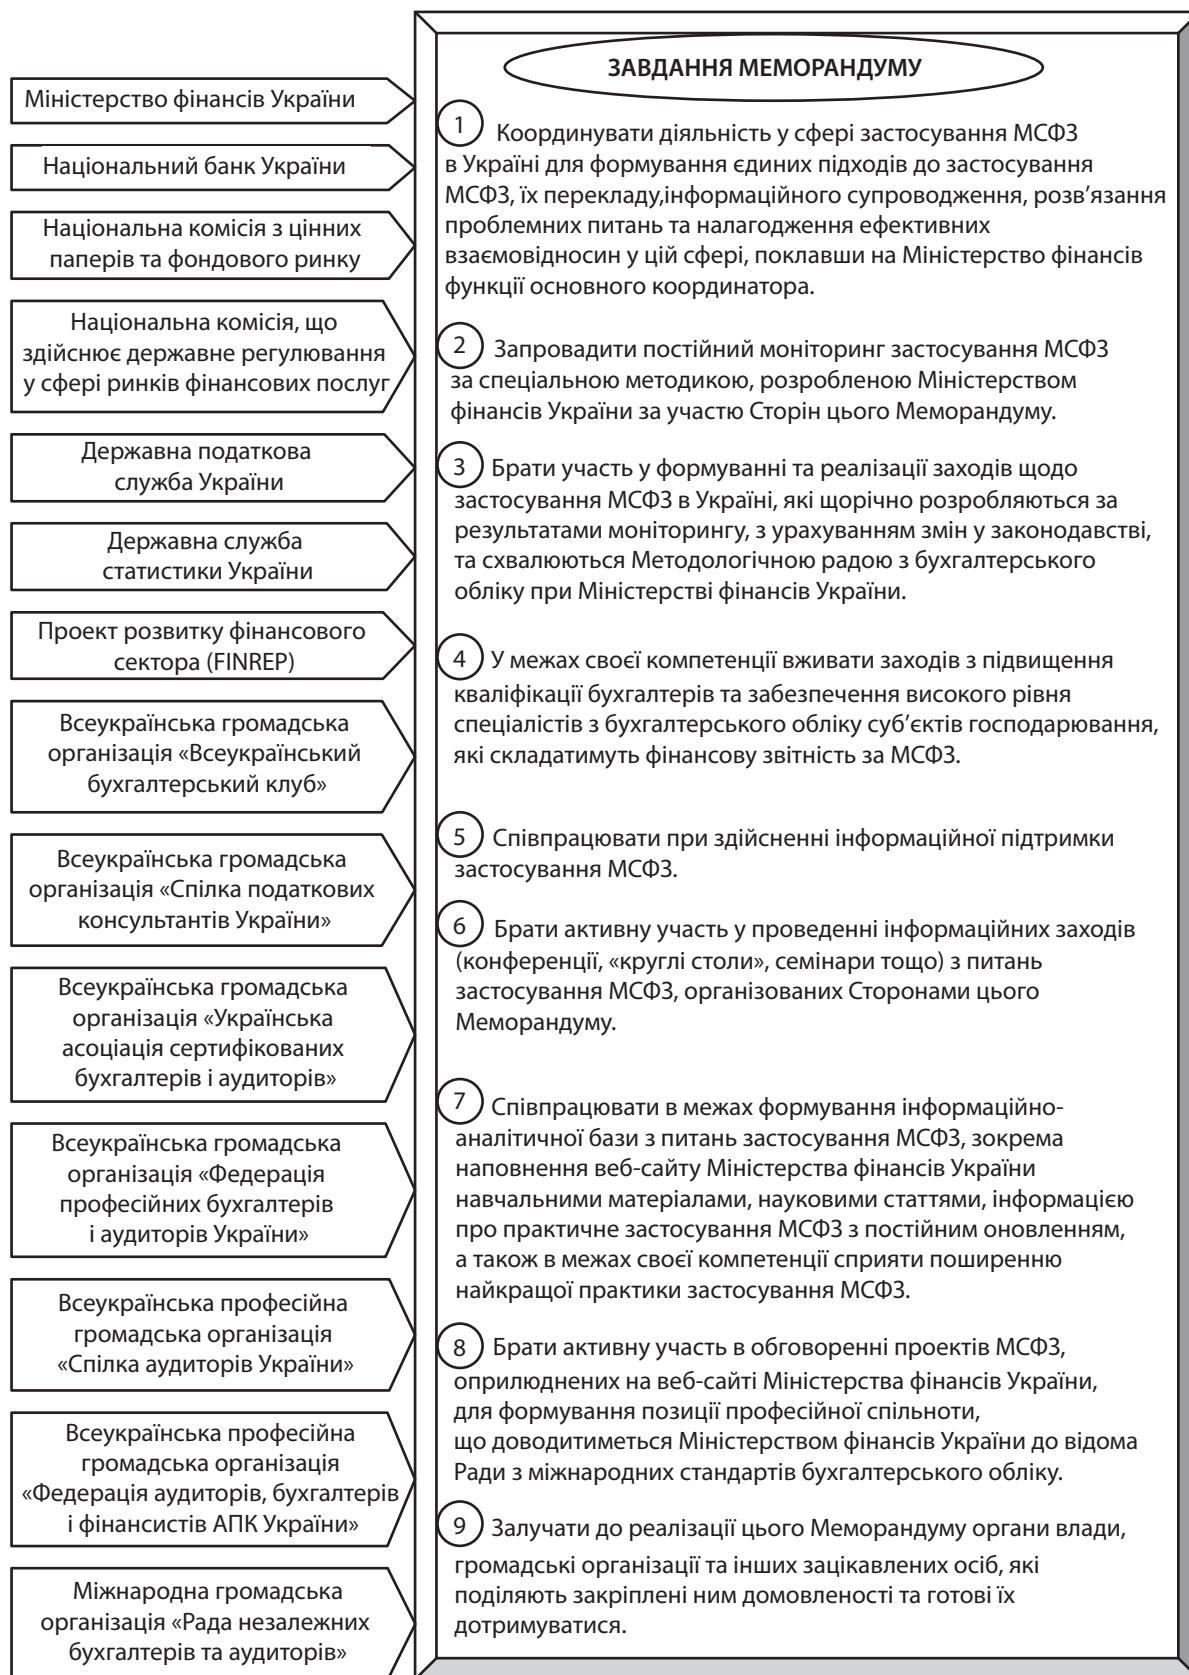 Міністерство фінансів України
Національний банк України
Національна комісія з цінних
паперів та фондового ринку
Національна комісія, що
здійснює державне регулювання
у сфері ринків фінансових послуг
Державна податкова
служба України
Державна служба
статистики України
Проект розвитку фінансового
сектора (FINREP)
Всеукраїнська громадська
організація «Всеукраїнський
бухгалтерський клуб»
Всеукраїнська громадська
організація «Спілка податкових
консультантів України»
Всеукраїнська громадська
організація «Українська
асоціація сертифікованих
бухгалтерів і аудиторів»
Всеукраїнська громадська
організація «Федерація
професійних бухгалтерів
і аудиторів України»
Всеукраїнська професійна
громадська організація
«Спілка аудиторів України»
Всеукраїнська професійна
громадська організація
«Федерація аудиторів, бухгалтерів
і фінансистів АПК України»
Міжнародна громадська
організація «Рада незалежних
бухгалтерів та аудиторів»
ЗАВДАННЯ МЕМОРАНДУМУ
1 Координувати діяльність у сфері застосування МСФЗ
в Україні для формування єдиних підходів до застосування
МСФЗ, їх перекладу,інформаційного супроводження, розв’язання
проблемних питань та налагодження ефективних
взаємовідносин у цій сфері, поклавши на Міністерство фінансів
функції основного координатора.
2 Запровадити постійний моніторинг застосування МСФЗ
за спеціальною методикою, розробленою Міністерством
фінансів України за участю Сторін цього Меморандуму.
3 Брати участь у формуванні та реалізації заходів щодо
застосування МСФЗ в Україні, які щорічно розробляються за
результатами моніторингу, з урахуванням змін у законодавстві,
та схвалюються Методологічною радою з бухгалтерського
обліку при Міністерстві фінансів України.
4 У межах своєї компетенції вживати заходів з підвищення
кваліфікації бухгалтерів та забезпечення високого рівня
спеціалістів з бухгалтерського обліку суб’єктів господарювання,
які складатимуть фінансову звітність за МСФЗ.
5 Співпрацювати при здійсненні інформаційної підтримки
застосування МСФЗ.
6 Брати активну участь у проведенні інформаційних заходів
(конференції, «круглі столи», семінари тощо) з питань
застосування МСФЗ, організованих Сторонами цього
Меморандуму.
7 Співпрацювати в межах формування інформаційно-
аналітичної бази з питань застосування МСФЗ, зокрема
наповнення веб-сайту Міністерства фінансів України
навчальними матеріалами, науковими статтями, інформацією
про практичне застосування МСФЗ з постійним оновленням,
а також в межах своєї компетенції сприяти поширенню
найкращої практики застосування МСФЗ.
8 Брати активну участь в обговоренні проектів МСФЗ,
оприлюднених на веб-сайті Міністерства фінансів України,
для формування позиції професійної спільноти,
що доводитиметься Міністерством фінансів України до відома
Ради з міжнародних стандартів бухгалтерського обліку.
9 Залучати до реалізації цього Меморандуму органи влади,
громадські організації та інших зацікавлених осіб, які
поділяють закріплені ним домовленості та готові їх
дотримуватися.